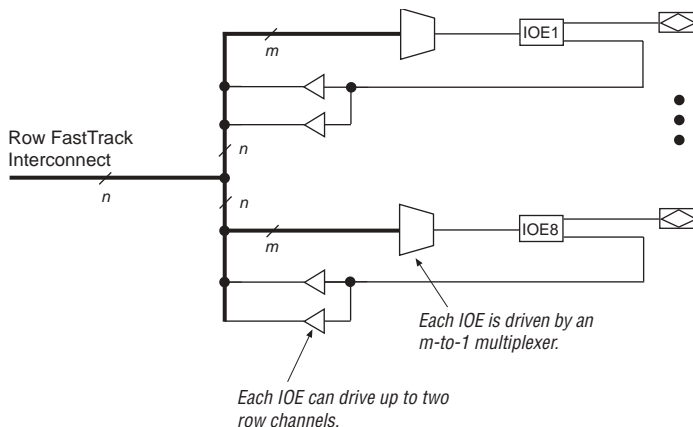 m
IOE1
Row FastTrack
Interconnect
n
n
n
m
IOE8
Each IOE is driven by an
m-to-1 multiplexer.
Each IOE can drive up to two
row channels.